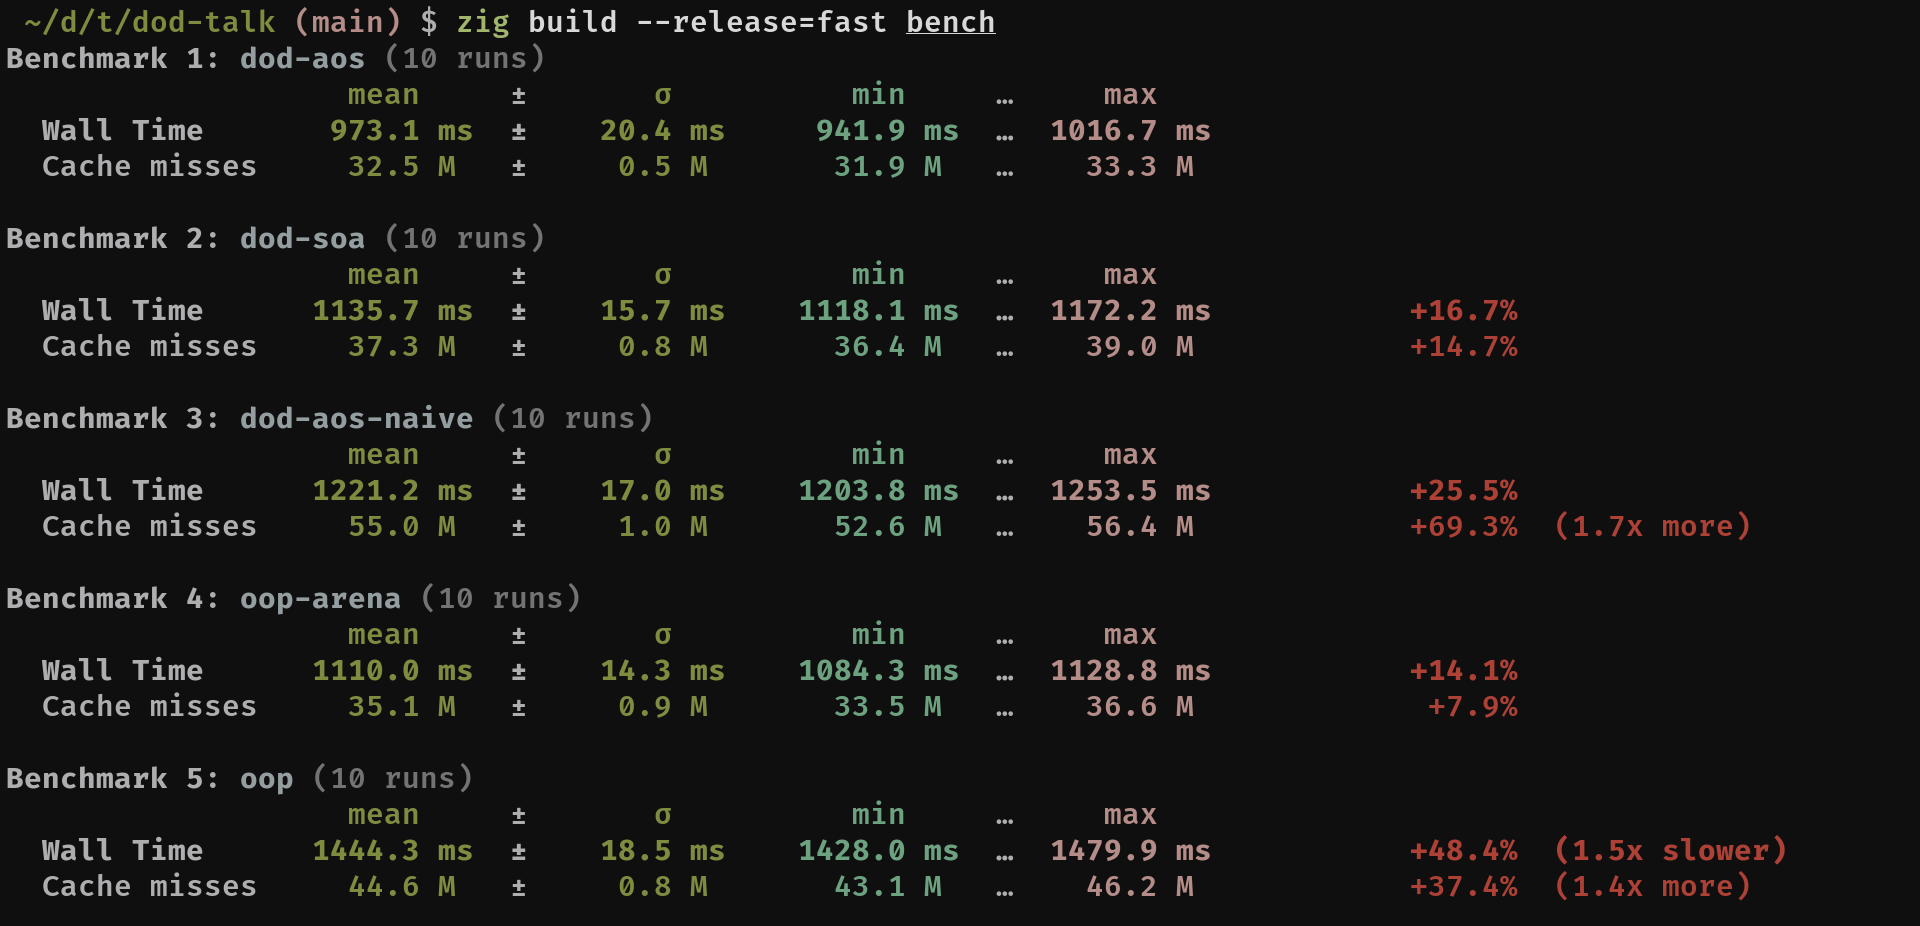 ~/d/t/dod-talk (main) $ zig build --release=fast bench
Benchmark 1: dod-aos (10 runs)
mean ± σ min … max
Wall Time 973.1 ms ± 20.4 ms 941.9 ms … 1016.7 ms
Cache misses 32.5 M ± 0.5 M 31.9 M … 33.3 M
Benchmark 2: dod-soa (10 runs)
mean ± σ min … max
Wall Time 1135.7 ms ± 15.7 ms 1118.1 ms … 1172.2 ms +16.7%
Cache misses 37.3 M ± 0.8 M 36.4 M … 39.0 M +14.7%
Benchmark 3: dod-aos-naive (10 runs)
mean ± σ min … max
Wall Time 1221.2 ms ± 17.0 ms 1203.8 ms … 1253.5 ms +25.5%
Cache misses 55.0 M ± 1.0 M 52.6 M … 56.4 M +69.3% (1.7x more)
Benchmark 4: oop-arena (10 runs)
mean ± σ min … max
Wall Time 1110.0 ms ± 14.3 ms 1084.3 ms … 1128.8 ms +14.1%
Cache misses 35.1 M ± 0.9 M 33.5 M … 36.6 M +7.9%
Benchmark 5: oop (10 runs)
mean ± σ min … max
Wall Time 1444.3 ms ± 18.5 ms 1428.0 ms … 1479.9 ms +48.4% (1.5x slower)
Cache misses 44.6 M ± 0.8 M 43.1 M … 46.2 M +37.4% (1.4x more)